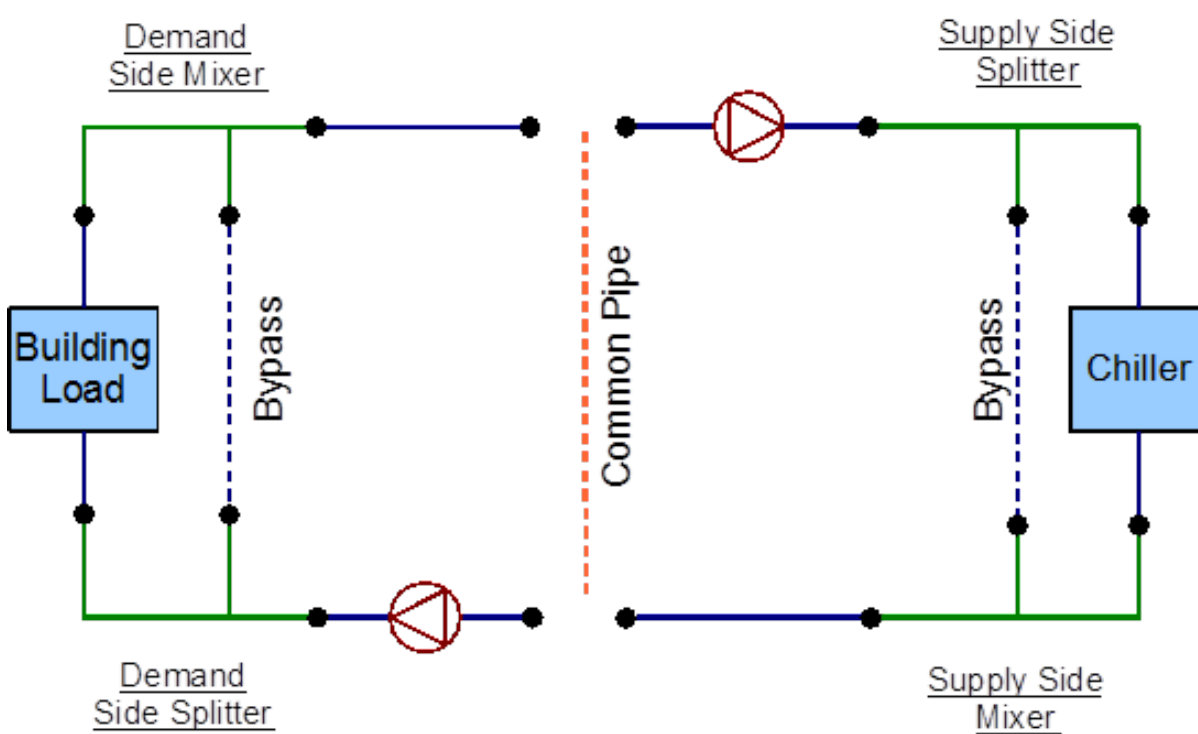 Demand
Side Mixer
Supply Side
Splitter
Building
Load
Bypass
Common Pipe
Bypass
Chiller
Demand
Side Splitter
Supply Side
Mixer